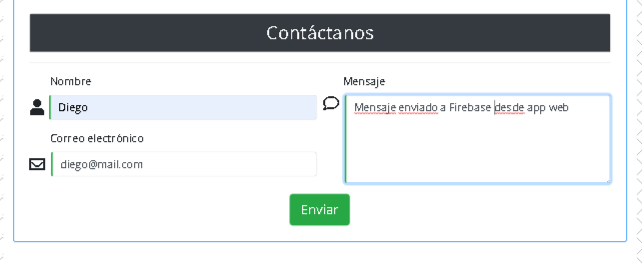 Contáctanos
Nombre
Diego
Correo electrónico
diego@mail.com
Mensaje
Mensaje enviado a Firebase desde app web
Enviar